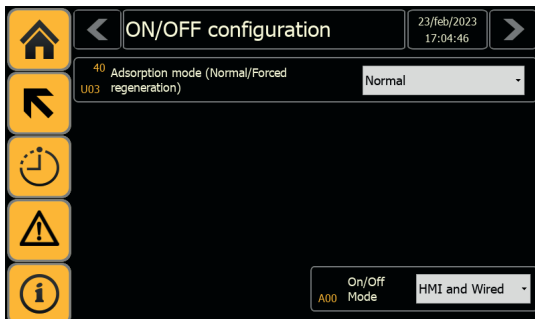 ON/OFF configuration
23/feb/2023
17:04:46
40
U03
Adsorption mode (Normal/Forced
regeneration)
Normal
A00
On/Off
Mode
HMI and Wired